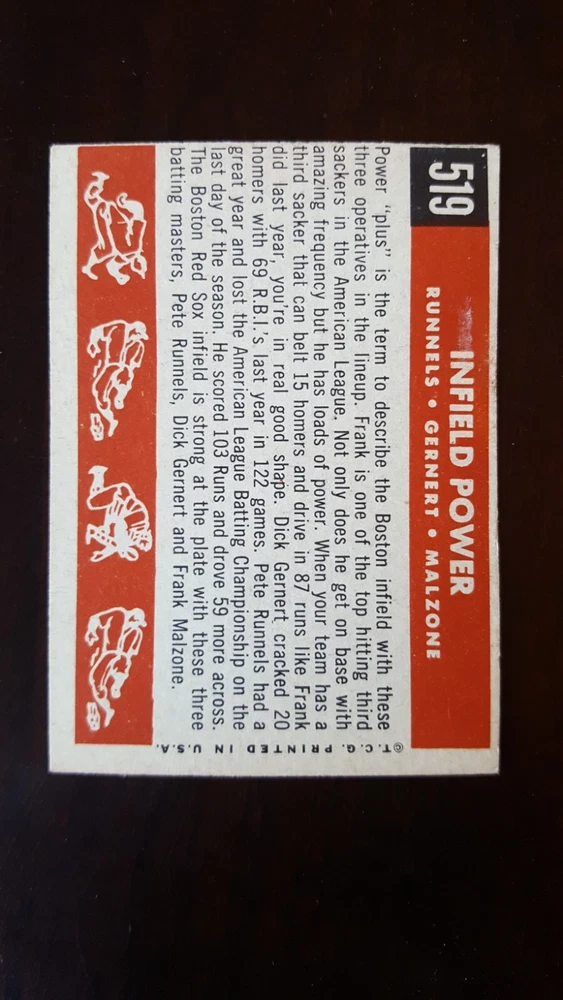 519
INFIELD POWER
RUNNELS • GERNERT • MALZONE
Power "plus" is the term to describe the Boston infield with these
three operatives in the lineup. Frank is one of the top hitting third
sackers in the American League. Not only does he get on base with
amazing frequency but he has loads of power. When your team has a
third sacker that can belt 15 homers and drive in 87 runs like Frank
did last year, you're in real good shape. Dick Gernert cracked 20
homers with 69 R.B.I.'s last year in 122 games. Pete Runnels had a
great year and lost the American League Batting Championship on the
last day of the season. He scored 103 Runs and drove 59 more across.
The Boston Red Sox infield is strong at the plate with these three
batting masters, Pete Runnels, Dick Gernert and Frank Malzone.
© T.C.G. PRINTED IN U.S.A.